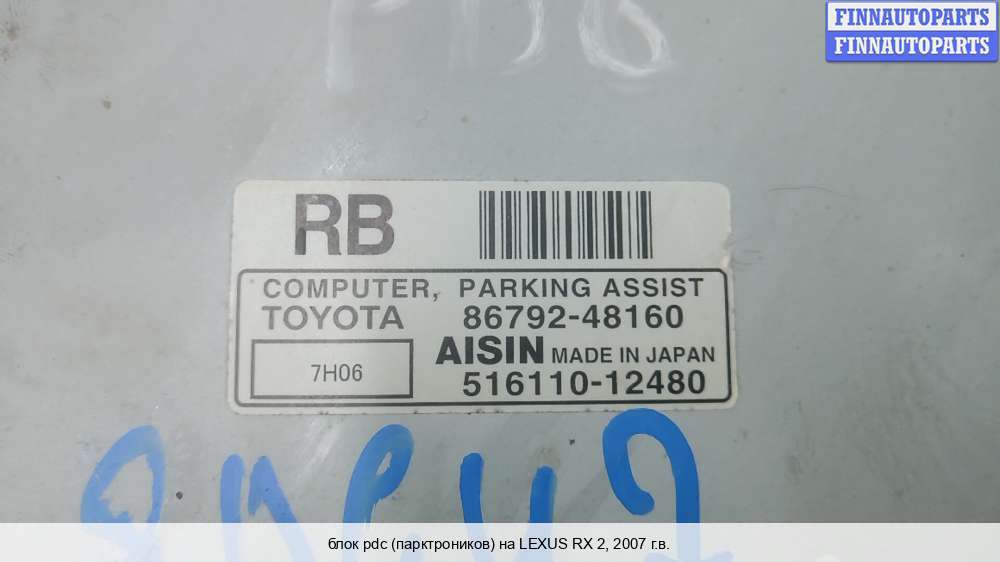 FINNAUTOPARTS
FINNAUTOPARTS
RB
COMPUTER, PARKING ASSIST
TOYOTA 86792-48160
AISIN MADE IN JAPAN
7H06
516110-12480
блок pdc (парктроников) на LEXUS RX 2, 2007 г.в.